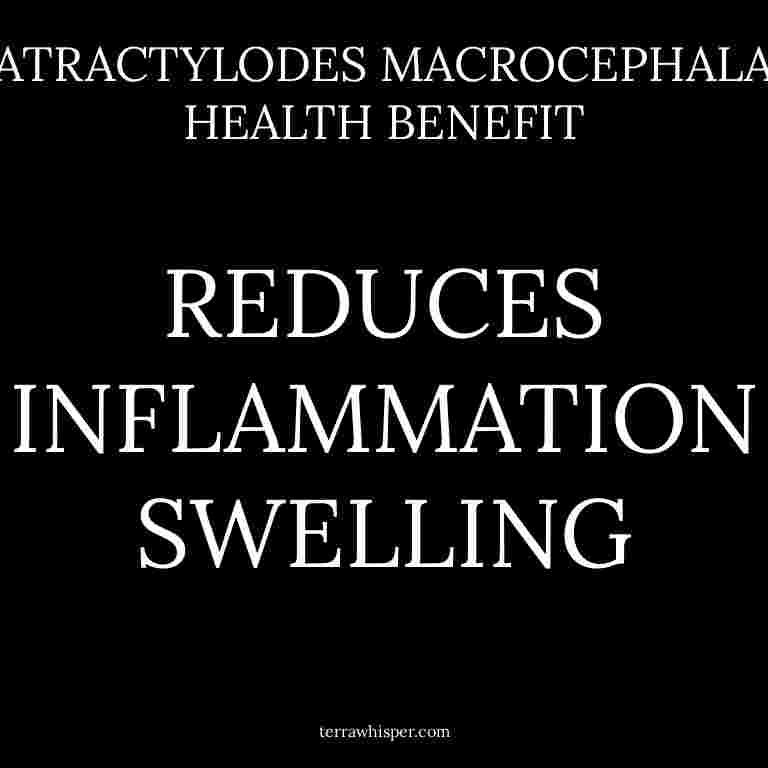 ATRACTYLODES MACROCEPHALA
HEALTH BENEFIT
REDUCES
INFLAMMATION
SWELLING
terrawhisper.com